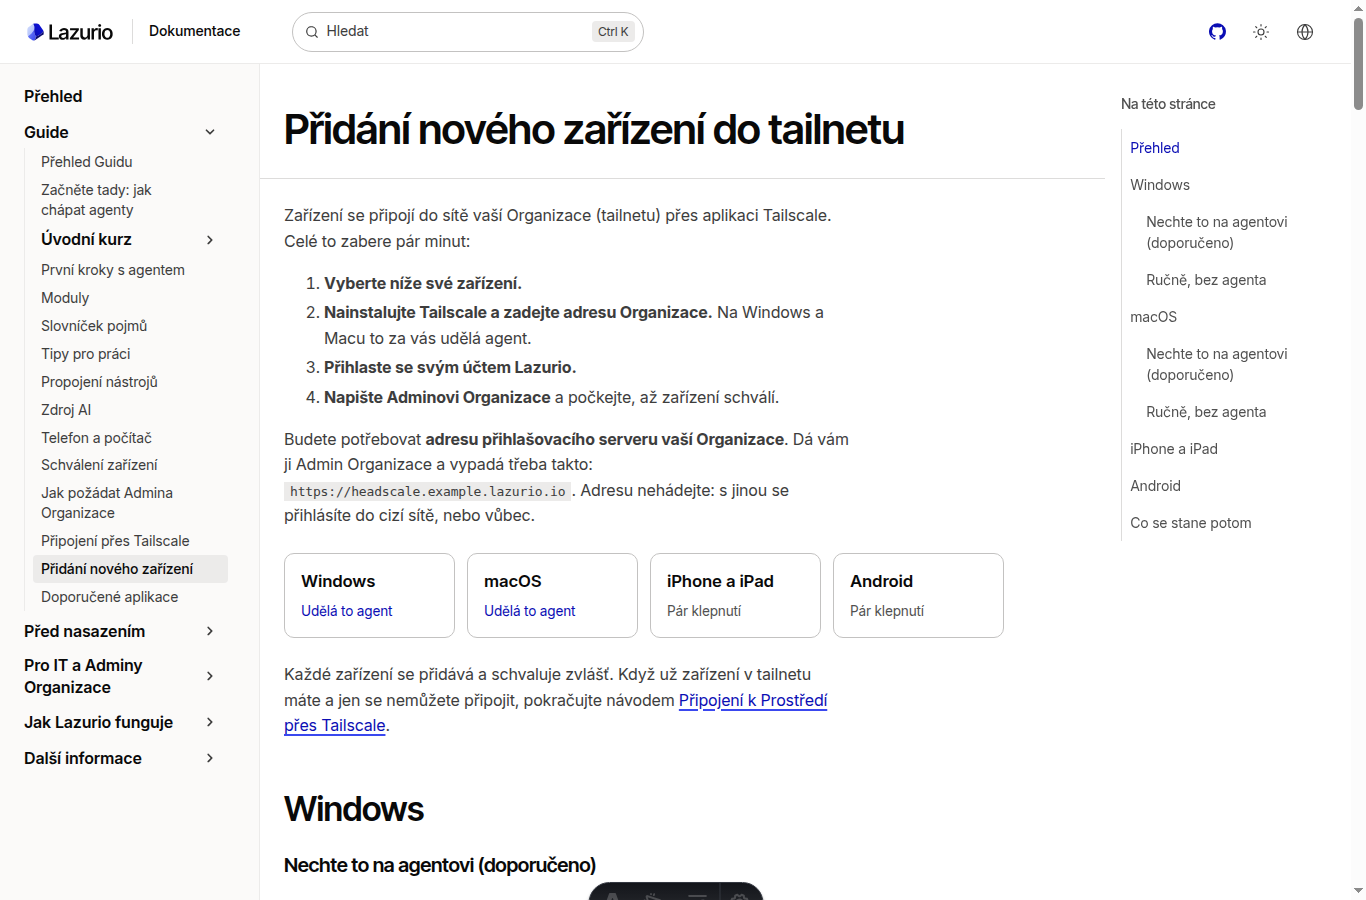 Lazurio
Dokumentace
Hledat
Ctrl K
Přehled
Guide
Přehled Guidu
Začněte tady: jak
chápat agenty
Úvodní kurz
První kroky s agentem
Moduly
Slovníček pojmů
Tipy pro práci
Propojení nástrojů
Zdroj AI
Telefon a počítač
Schválení zařízení
Jak požádat Admina
Organizace
Připojení přes Tailscale
Přidání nového zařízení
Doporučené aplikace
Před nasazením
Pro IT a Adminy
Organizace
Jak Lazurio funguje
Další informace
Přidání nového zařízení do tailnetu
Zařízení se připojí do sítě vaší Organizace (tailnetu) přes aplikaci Tailscale.
Celé to zabere pár minut:
1. Vyberte níže své zařízení.
2. Nainstalujte Tailscale a zadejte adresu Organizace. Na Windows a
Macu to za vás udělá agent.
3. Přihlaste se svým účtem Lazurio.
4. Napište Adminovi Organizace a počkejte, až zařízení schválí.
Budete potřebovat adresu přihlašovacího serveru vaší Organizace. Dá vám
ji Admin Organizace a vypadá třeba takto:
https://headscale.example.lazurio.io. Adresu nehádejte: s jinou se
přihlásíte do cizí sítě, nebo vůbec.
Windows
Udělá to agent
macOS
Udělá to agent
iPhone a iPad
Pár klepnutí
Android
Pár klepnutí
Každé zařízení se přidává a schvaluje zvlášť. Když už zařízení v tailnetu
máte a jen se nemůžete připojit, pokračujte návodem Připojení k Prostředí
přes Tailscale.
Windows
Nechte to na agentovi (doporučeno)
Na této stránce
Přehled
Windows
Nechte to na agentovi
(doporučeno)
Ručně, bez agenta
macOS
Nechte to na agentovi
(doporučeno)
Ručně, bez agenta
iPhone a iPad
Android
Co se stane potom